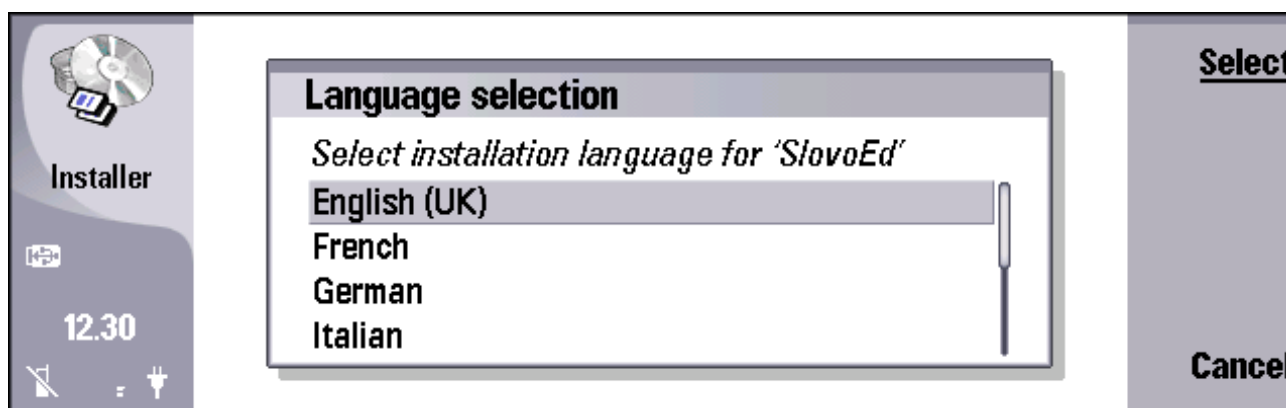 Installer
12.30
Language selection
Select installation language for 'SlovoEd'
English (UK)
French
German
Italian
Select
Cancel